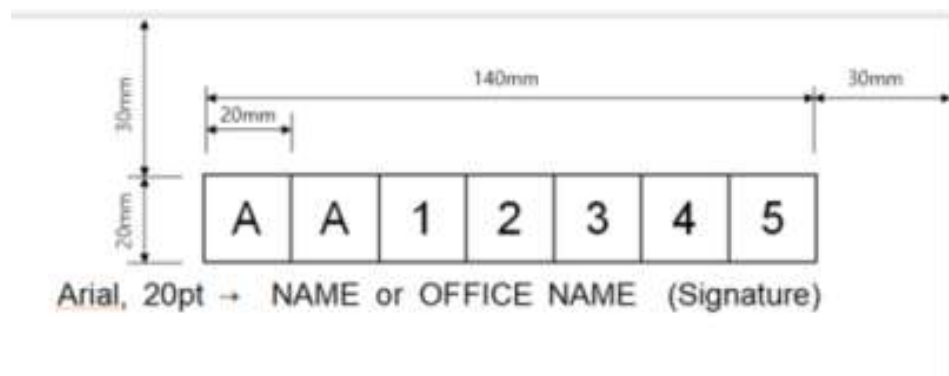 140mm
30mm
20mm
30mm
20mm
A A 1 2 3 4 5
Arial, 20pt → NAME or OFFICE NAME (Signature)